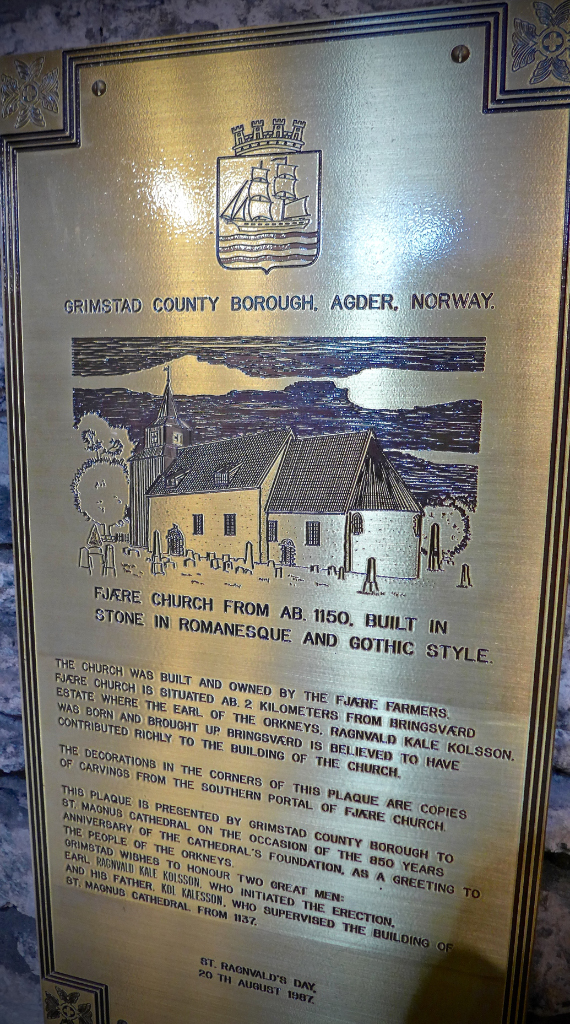 GRIMSTAD COUNTY BOROUGH, AGDER, NORWAY.
FJÆRE CHURCH FROM AB. 1150, BUILT IN
STONE IN ROMANESQUE AND GOTHIC STYLE.
THE CHURCH WAS BUILT AND OWNED BY THE FJÆRE FARMERS.
FJÆRE CHURCH IS SITUATED AB. 2 KILOMETERS FROM BRINGSVÆRD
ESTATE WHERE THE EARL OF THE ORKNEYS, RAGNVALD KALE KOLSSON,
WAS BORN AND BROUGHT UP BRINGSVÆRD IS BELIEVED TO HAVE
CONTRIBUTED RICHLY TO THE BUILDING OF THE CHURCH.
THE DECORATIONS IN THE CORNERS OF THIS PLAQUE ARE COPIES
OF CARVINGS FROM THE SOUTHERN PORTAL OF FJÆRE CHURCH.
THIS PLAQUE IS PRESENTED BY GRIMSTAD COUNTY BOROUGH TO
ST. MAGNUS CATHEDRAL ON THE OCCASION OF THE 850 YEARS
ANNIVERSARY OF THE CATHEDRAL'S FOUNDATION, AS A GREETING TO
THE PEOPLE OF THE ORKNEYS.
GRIMSTAD WISHES TO HONOUR TWO GREAT MEN:
EARL RAGNVALD KALE KOLSSON, WHO INITIATED THE ERECTION,
AND HIS FATHER, KOL KALESSON, WHO SUPERVISED THE BUILDING OF
ST. MAGNUS CATHEDRAL FROM 1137.
ST. RAGNVALD'S DAY,
20 TH AUGUST 1987.